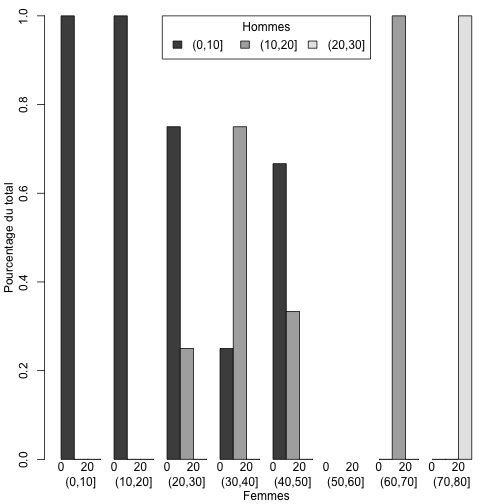 Hommes
(0,10] (10,20] (20,30]
1.0
0.8
0.6
0.4
0.2
0.0
Pourcentage du total
0 20 0 20 0 20 0 20 0 20 0 20 0 20 0 20
(0,10] (10,20] (20,30] (30,40] (40,50] (50,60] (60,70] (70,80]
Femmes